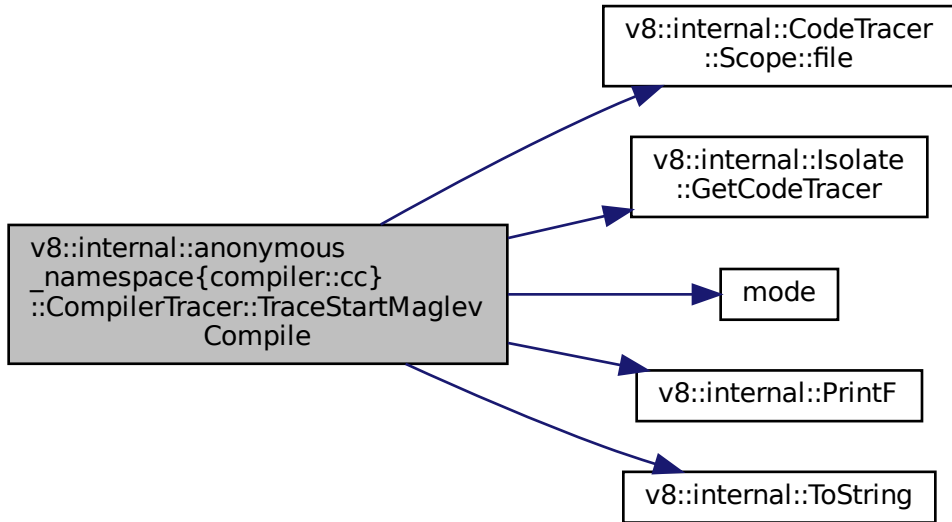 v8::internal::CodeTracer
::Scope::file
v8::internal::Isolate
::GetCodeTracer
v8::internal::anonymous
_namespace{compiler::cc}
::CompilerTracer::TraceStartMaglev
Compile
mode
v8::internal::PrintF
v8::internal::ToString